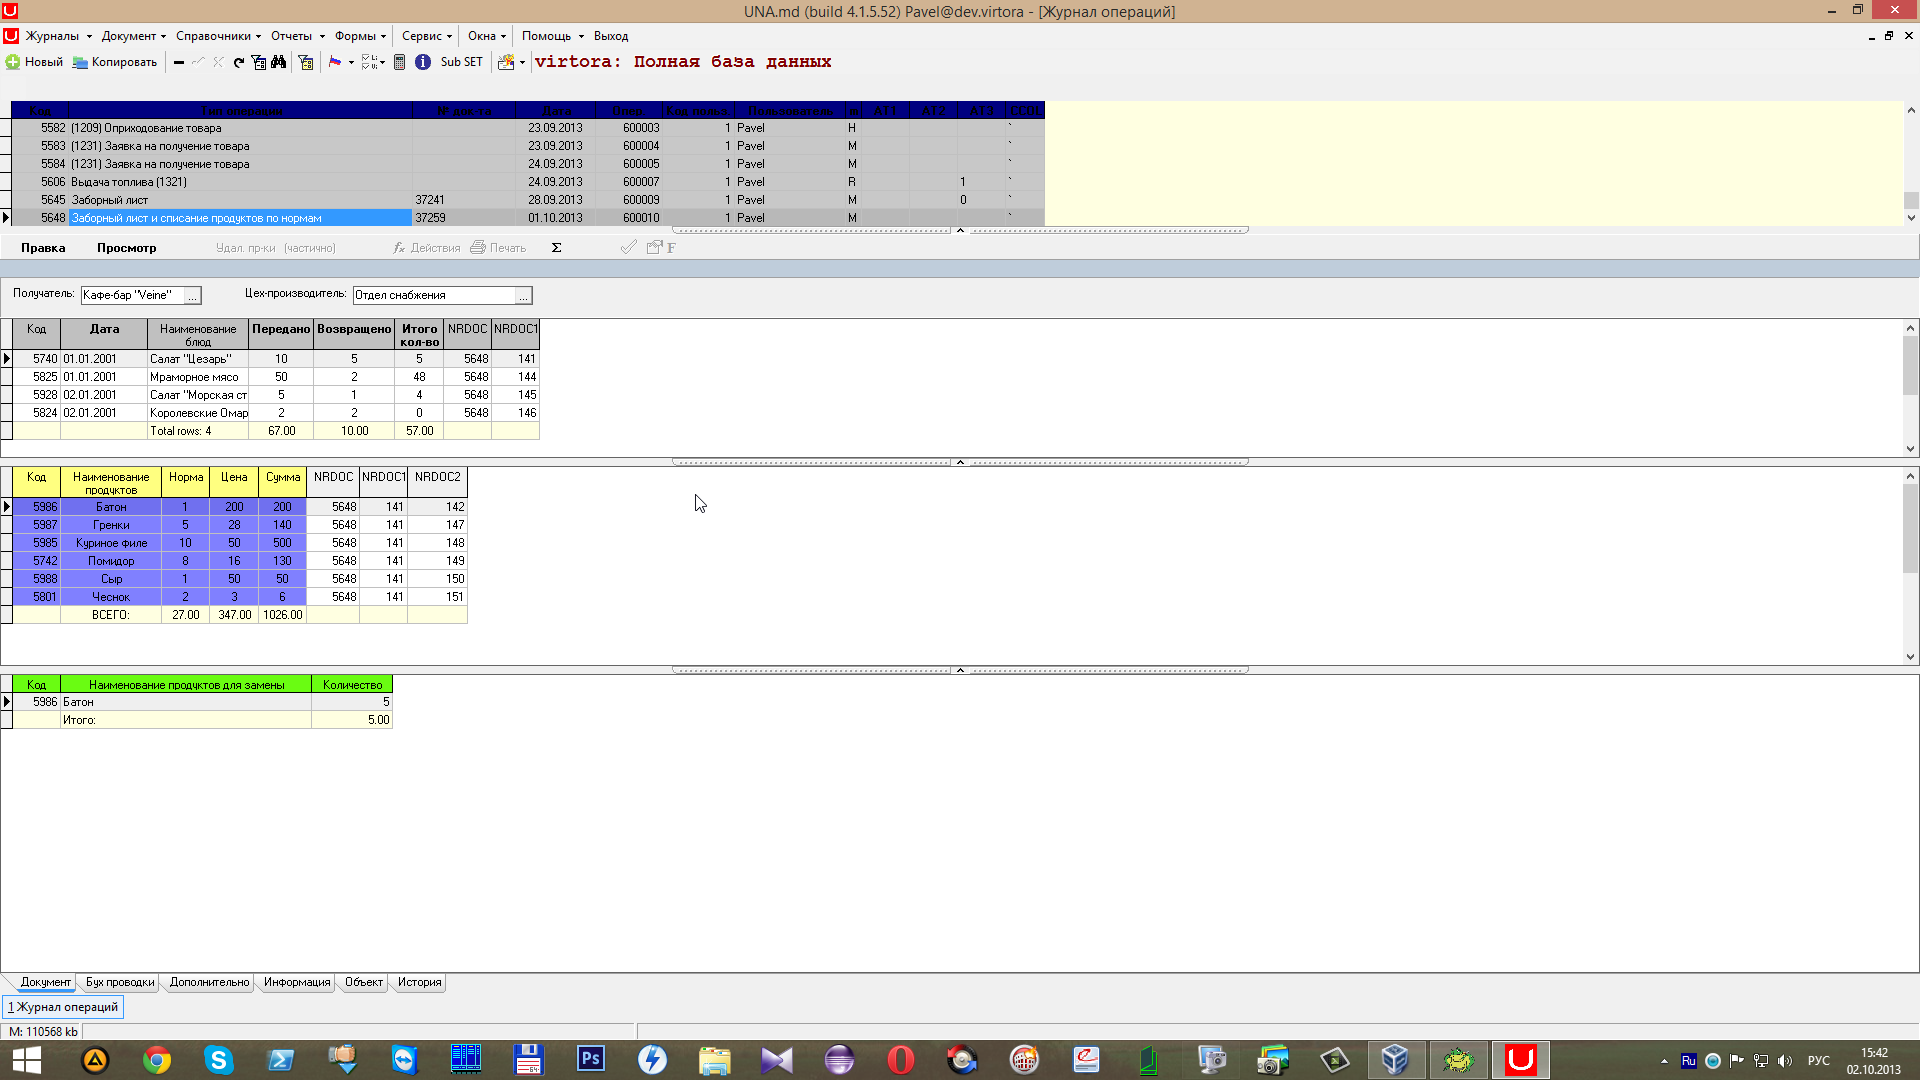 UNA.md (build 4.1.5.52) Pavel@dev.virtora - [Журнал операций]
Журналы Документ Справочники Отчеты Формы Сервис Окна Помощь Выход
Новый Копировать Sub SET virtora: Полная база данных
Код Тип операции № док-та Дата Опер. Пользователь m AT1 AT2 AT3 CCBL
5582 (1209) Оприходование товара 23.09.2013 600003 1 Pavel H `
5583 (1231) Заявка на получение товара 23.09.2013 600004 1 Pavel M `
5584 (1231) Заявка на получение товара 24.09.2013 600005 1 Pavel M `
5606 Выдача топлива (1321) 24.09.2013 600007 1 Pavel R 1 `
5645 Заборный лист 37241 28.09.2013 600009 1 Pavel M 0 `
5648 Заборный лист и списание продуктов по нормам 37259 01.10.2013 600010 1 Pavel M `
Правка Просмотр Удал. пр-ки (частично) fx Действия Печать Σ F
Получатель: Кафе-бар "Veine" ... Цех-производитель: Отдел снабжения ...
Код Дата Наименование блюд Передано Возвращено Итого кол-во NRDOC NRDOC1
5740 01.01.2001 Салат "Цезарь" 10 5 5 5648 141
5825 01.01.2001 Мраморное мясо 50 2 48 5648 144
5928 02.01.2001 Салат "Морская ст 5 1 4 5648 145
5824 02.01.2001 Королевские Омар 2 2 0 5648 146
Total rows: 4 67.00 10.00 57.00
Код Наименование продуктов Норма Цена Сумма NRDOC NRDOC1 NRDOC2
5986 Батон 1 200 200 5648 141 142
5987 Гренки 5 28 140 5648 141 147
5985 Куриное филе 10 50 500 5648 141 148
5742 Помидор 8 16 130 5648 141 149
5988 Сыр 1 50 50 5648 141 150
5801 Чеснок 2 3 6 5648 141 151
ВСЕГО: 27.00 347.00 1026.00
Код Наименование продуктов для замены Количество
5986 Батон 5
Итого: 5.00
Документ Бух проводки Дополнительно Информация Объект История
1 Журнал операций
M: 110568 kb
Ps Ru РУС 15:42
02.10.2013